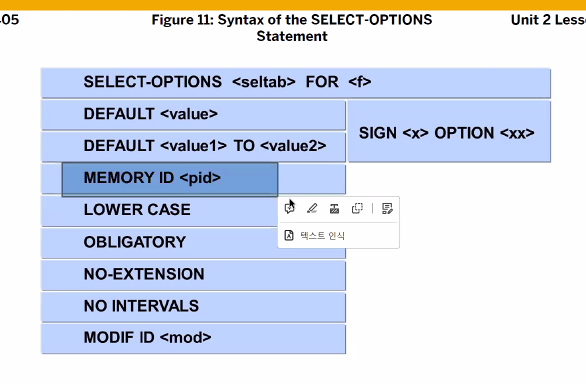 405 Figure 11: Syntax of the SELECT-OPTIONS Unit 2 Less
Statement
SELECT-OPTIONS <seltab> FOR <f>
DEFAULT <value>
DEFAULT <value1> TO <value2>
SIGN <x> OPTION <xx>
MEMORY ID <pid>
LOWER CASE
텍스트 인식
OBLIGATORY
NO-EXTENSION
NO INTERVALS
MODIF ID <mod>